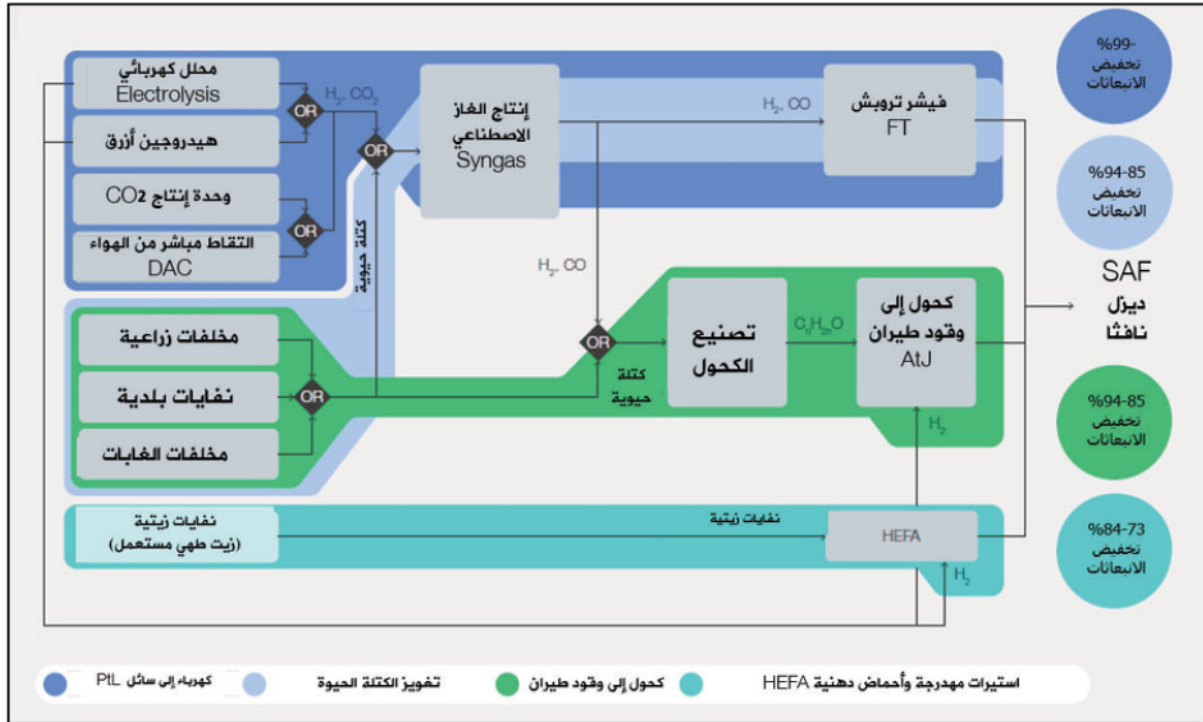 محلل كهربائي
Electrolysis
هيدروجين أزرق
وحدة إنتاج CO2
التقاط مباشر من الهواء
DAC
OR
OR
H₂. CO₂
OR
كتلة حيوية
إنتاج الغاز
الاصطناعي
Syngas
H₂. CO
فيشر تروبش
FT
H₂. CO
مخلفات زراعية
نفايات بلدية
مخلفات الغابات
OR
OR
كتلة
حيوية
تصنيع
الكحول
CₙH₂ₙO
كحول إلى
وقود طيران
AtJ
H₂
نفايات زيتية
(زيت طهي مستعمل)
نفايات زيتية
HEFA
H₂
%99-
تخفيض
الانبعاثات
%94-85
تخفيض
الانبعاثات
SAF
ديزل
نافثا
%94-85
تخفيض
الانبعاثات
%84-73
تخفيض
الانبعاثات
كهرباء إلى سائل PtL
تغويز الكتلة الحيوة
كحول إلى وقود طيران
استيرات مهدرجة وأحماض دهنية HEFA